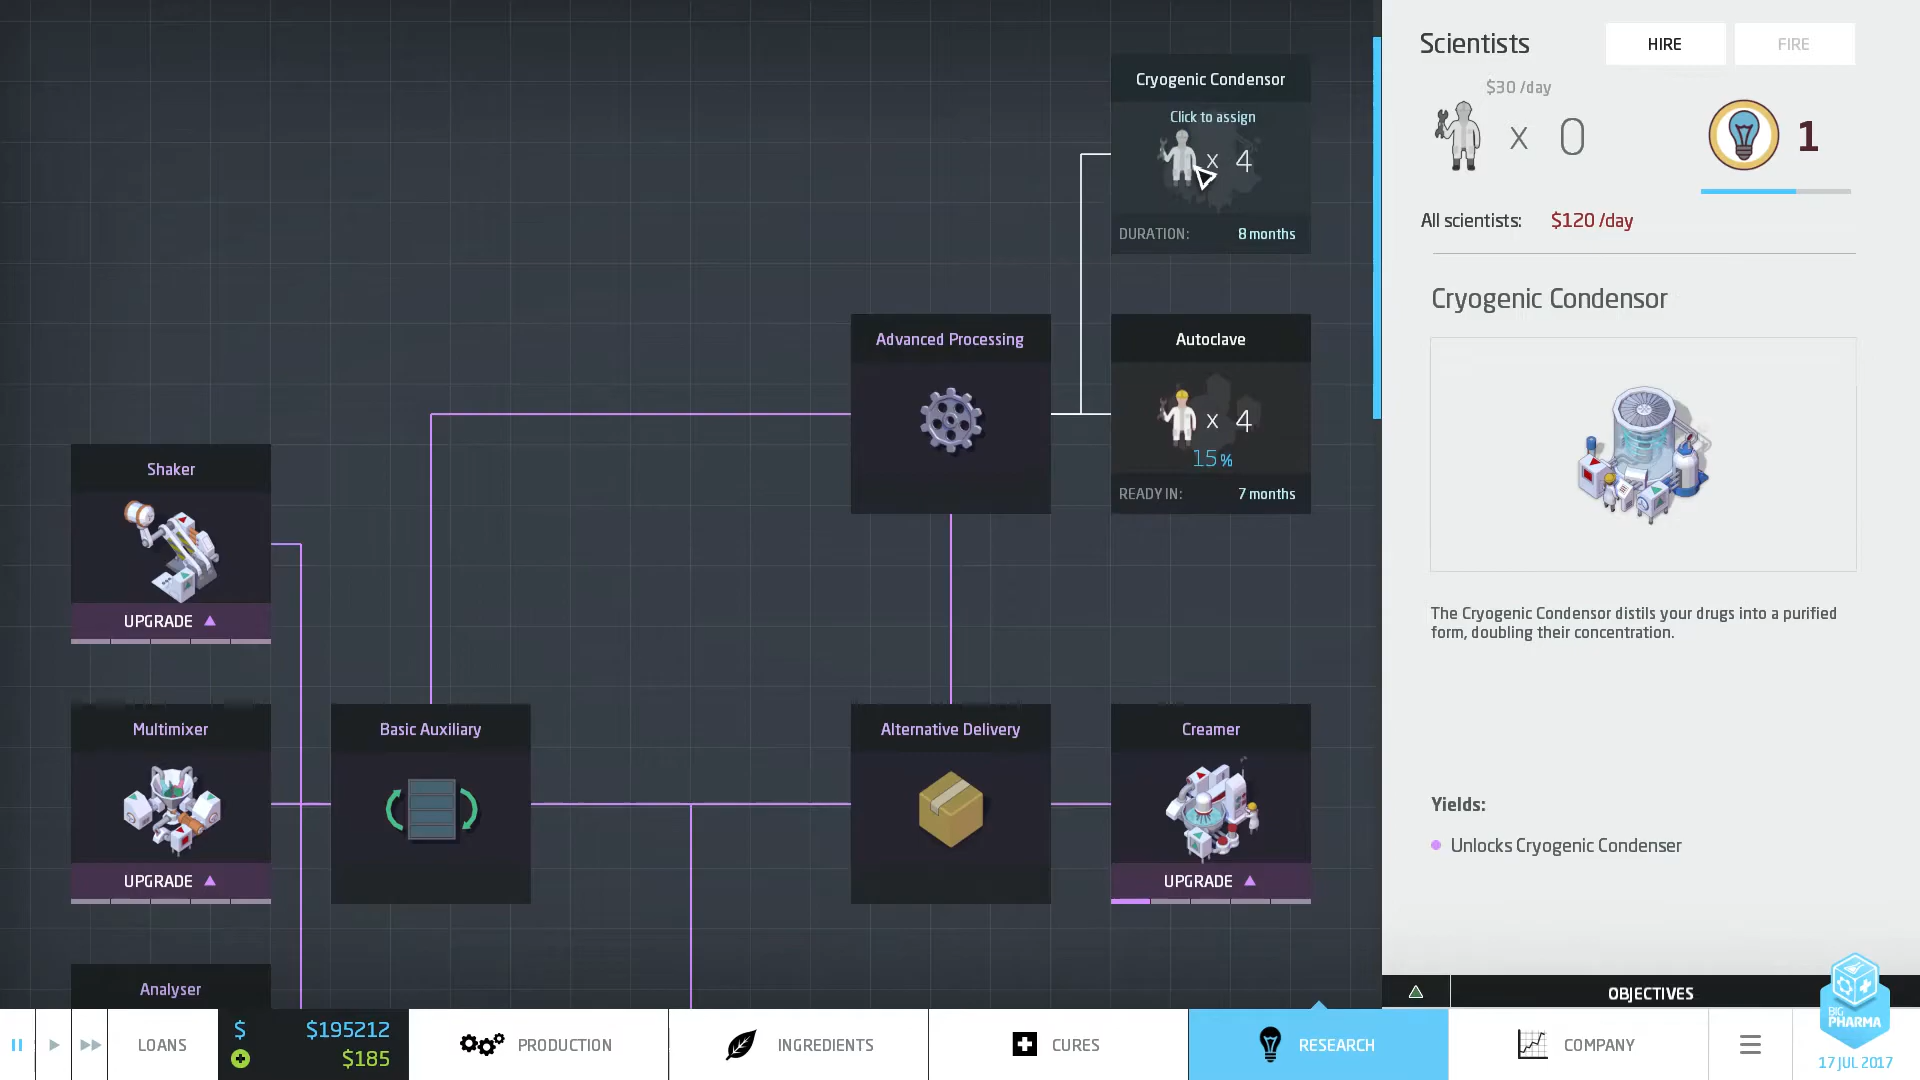 Cryogenic Condensor
Click to assign
x 4
DURATION: 8 months
Advanced Processing
Autoclave
x 4
15%
READY IN: 7 months
Shaker
UPGRADE
Multimixer
UPGRADE
Basic Auxiliary
Alternative Delivery
Creamer
UPGRADE
Analyser
Scientists
HIRE
FIRE
$30 /day
x 0
1
All scientists: $120 /day
Cryogenic Condensor
The Cryogenic Condensor distils your drugs into a purified
form, doubling their concentration.
Yields:
Unlocks Cryogenic Condenser
OBJECTIVES
LOANS
$ $195212
$185
PRODUCTION
INGREDIENTS
CURES
RESEARCH
COMPANY
BIG
PHARMA
17 JUL 2017